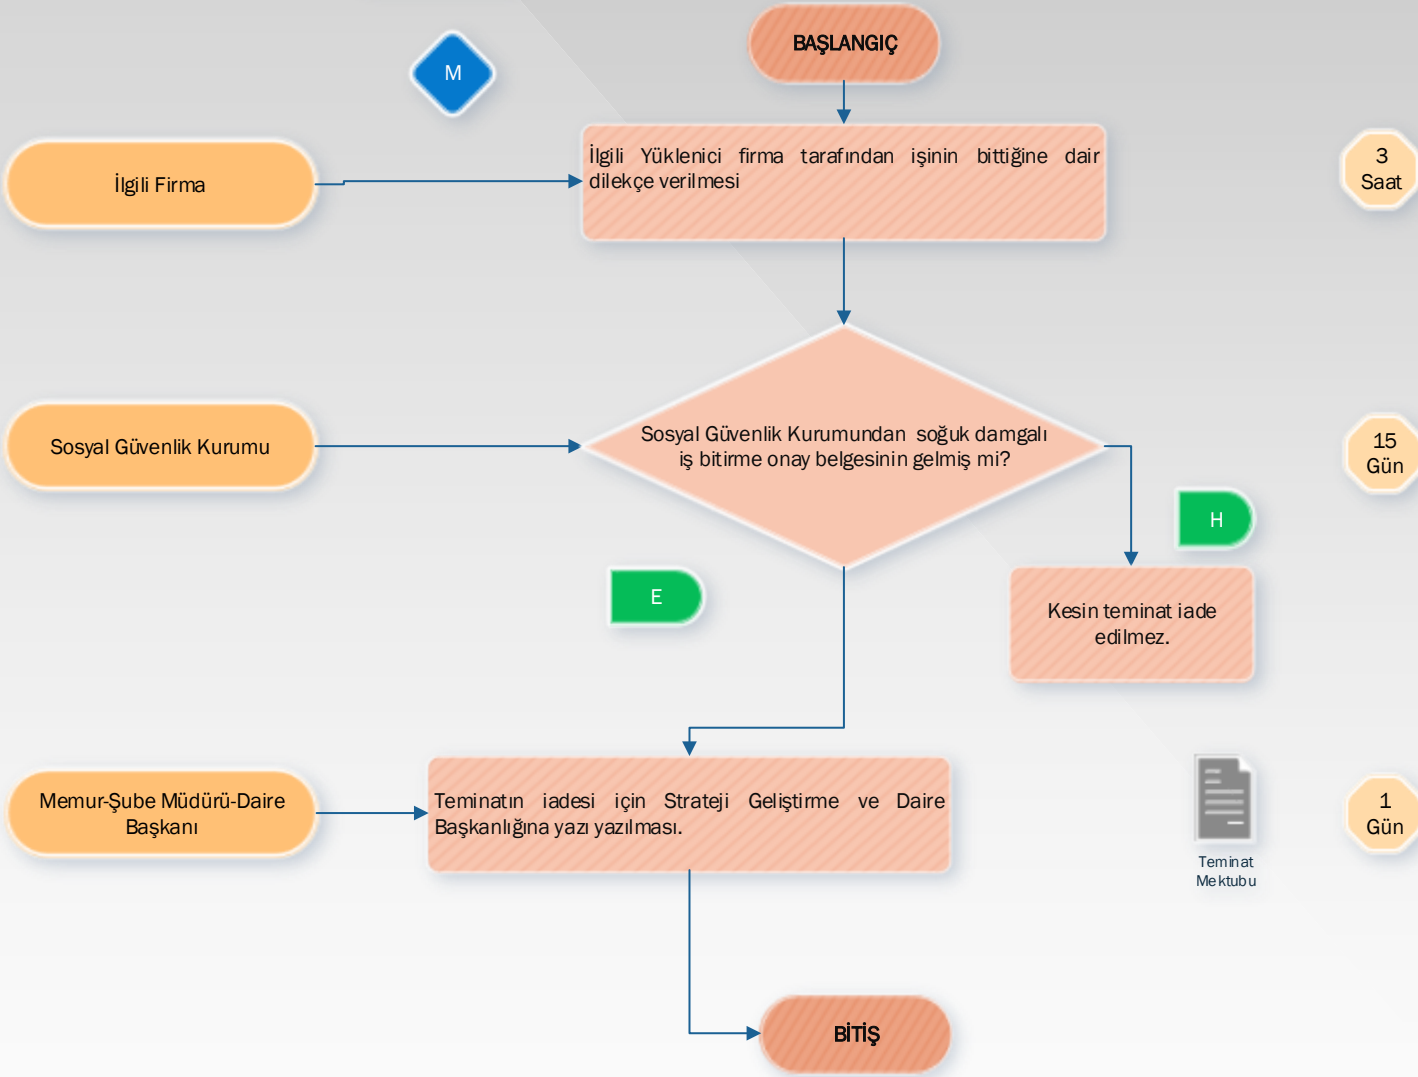 BAŞLANGIÇ
M
İlgili Firma
İlgili Yüklenici firma tarafından işinin bittiğine dair
dilekçe verilmesi
3
Saat
Sosyal Güvenlik Kurumu
Sosyal Güvenlik Kurumundan soğuk damgalı
iş bitirme onay belgesinin gelmiş mi?
15
Gün
H
E
Kesin teminat iade
edilmez.
Memur-Şube Müdürü-Daire
Başkanı
Teminatın iadesi için Strateji Geliştirme ve Daire
Başkanlığına yazı yazılması.
Teminat
Mektubu
1
Gün
BİTİŞ